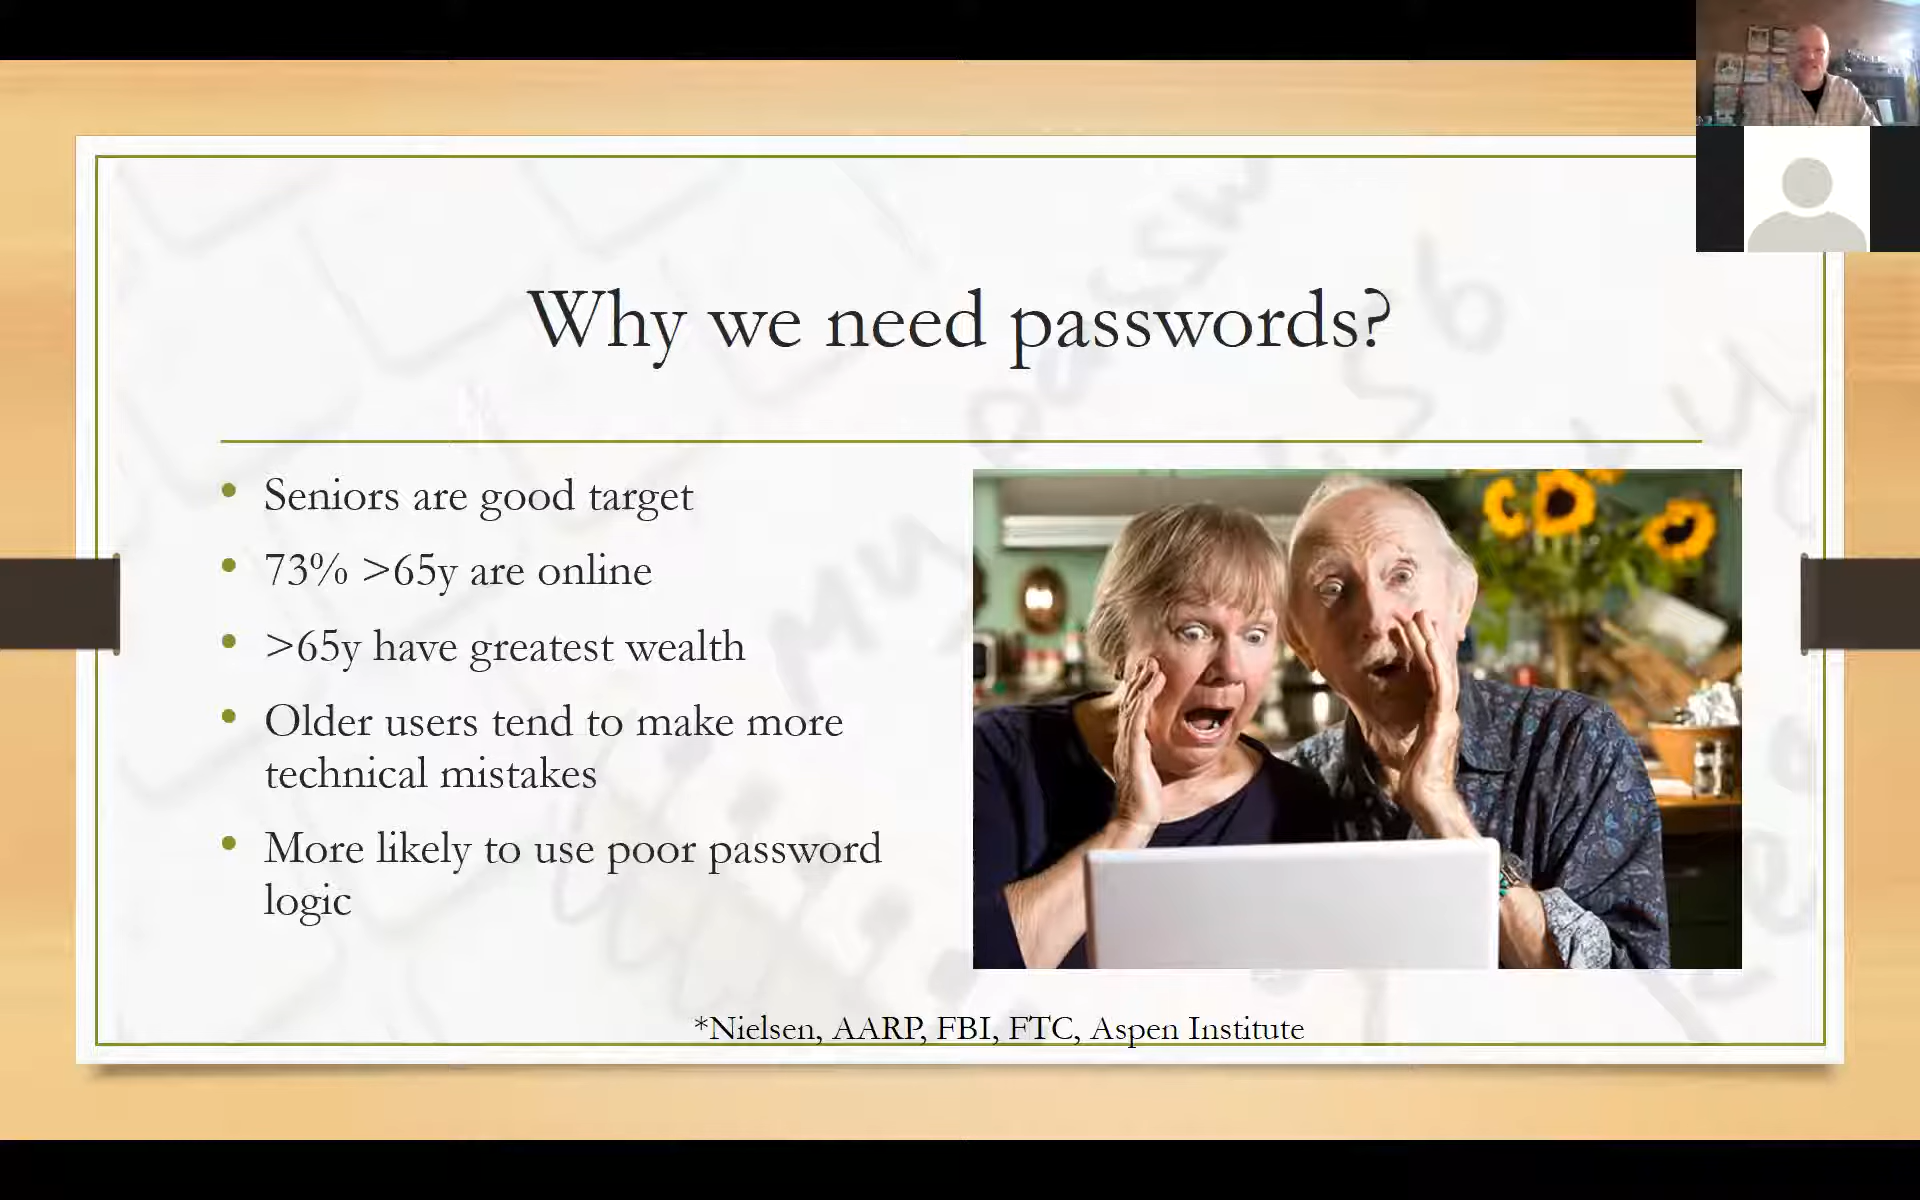 Why we need passwords?
• Seniors are good target
• 73% >65y are online
• >65y have greatest wealth
• Older users tend to make more
technical mistakes
• More likely to use poor password
logic
*Nielsen, AARP, FBI, FTC, Aspen Institute